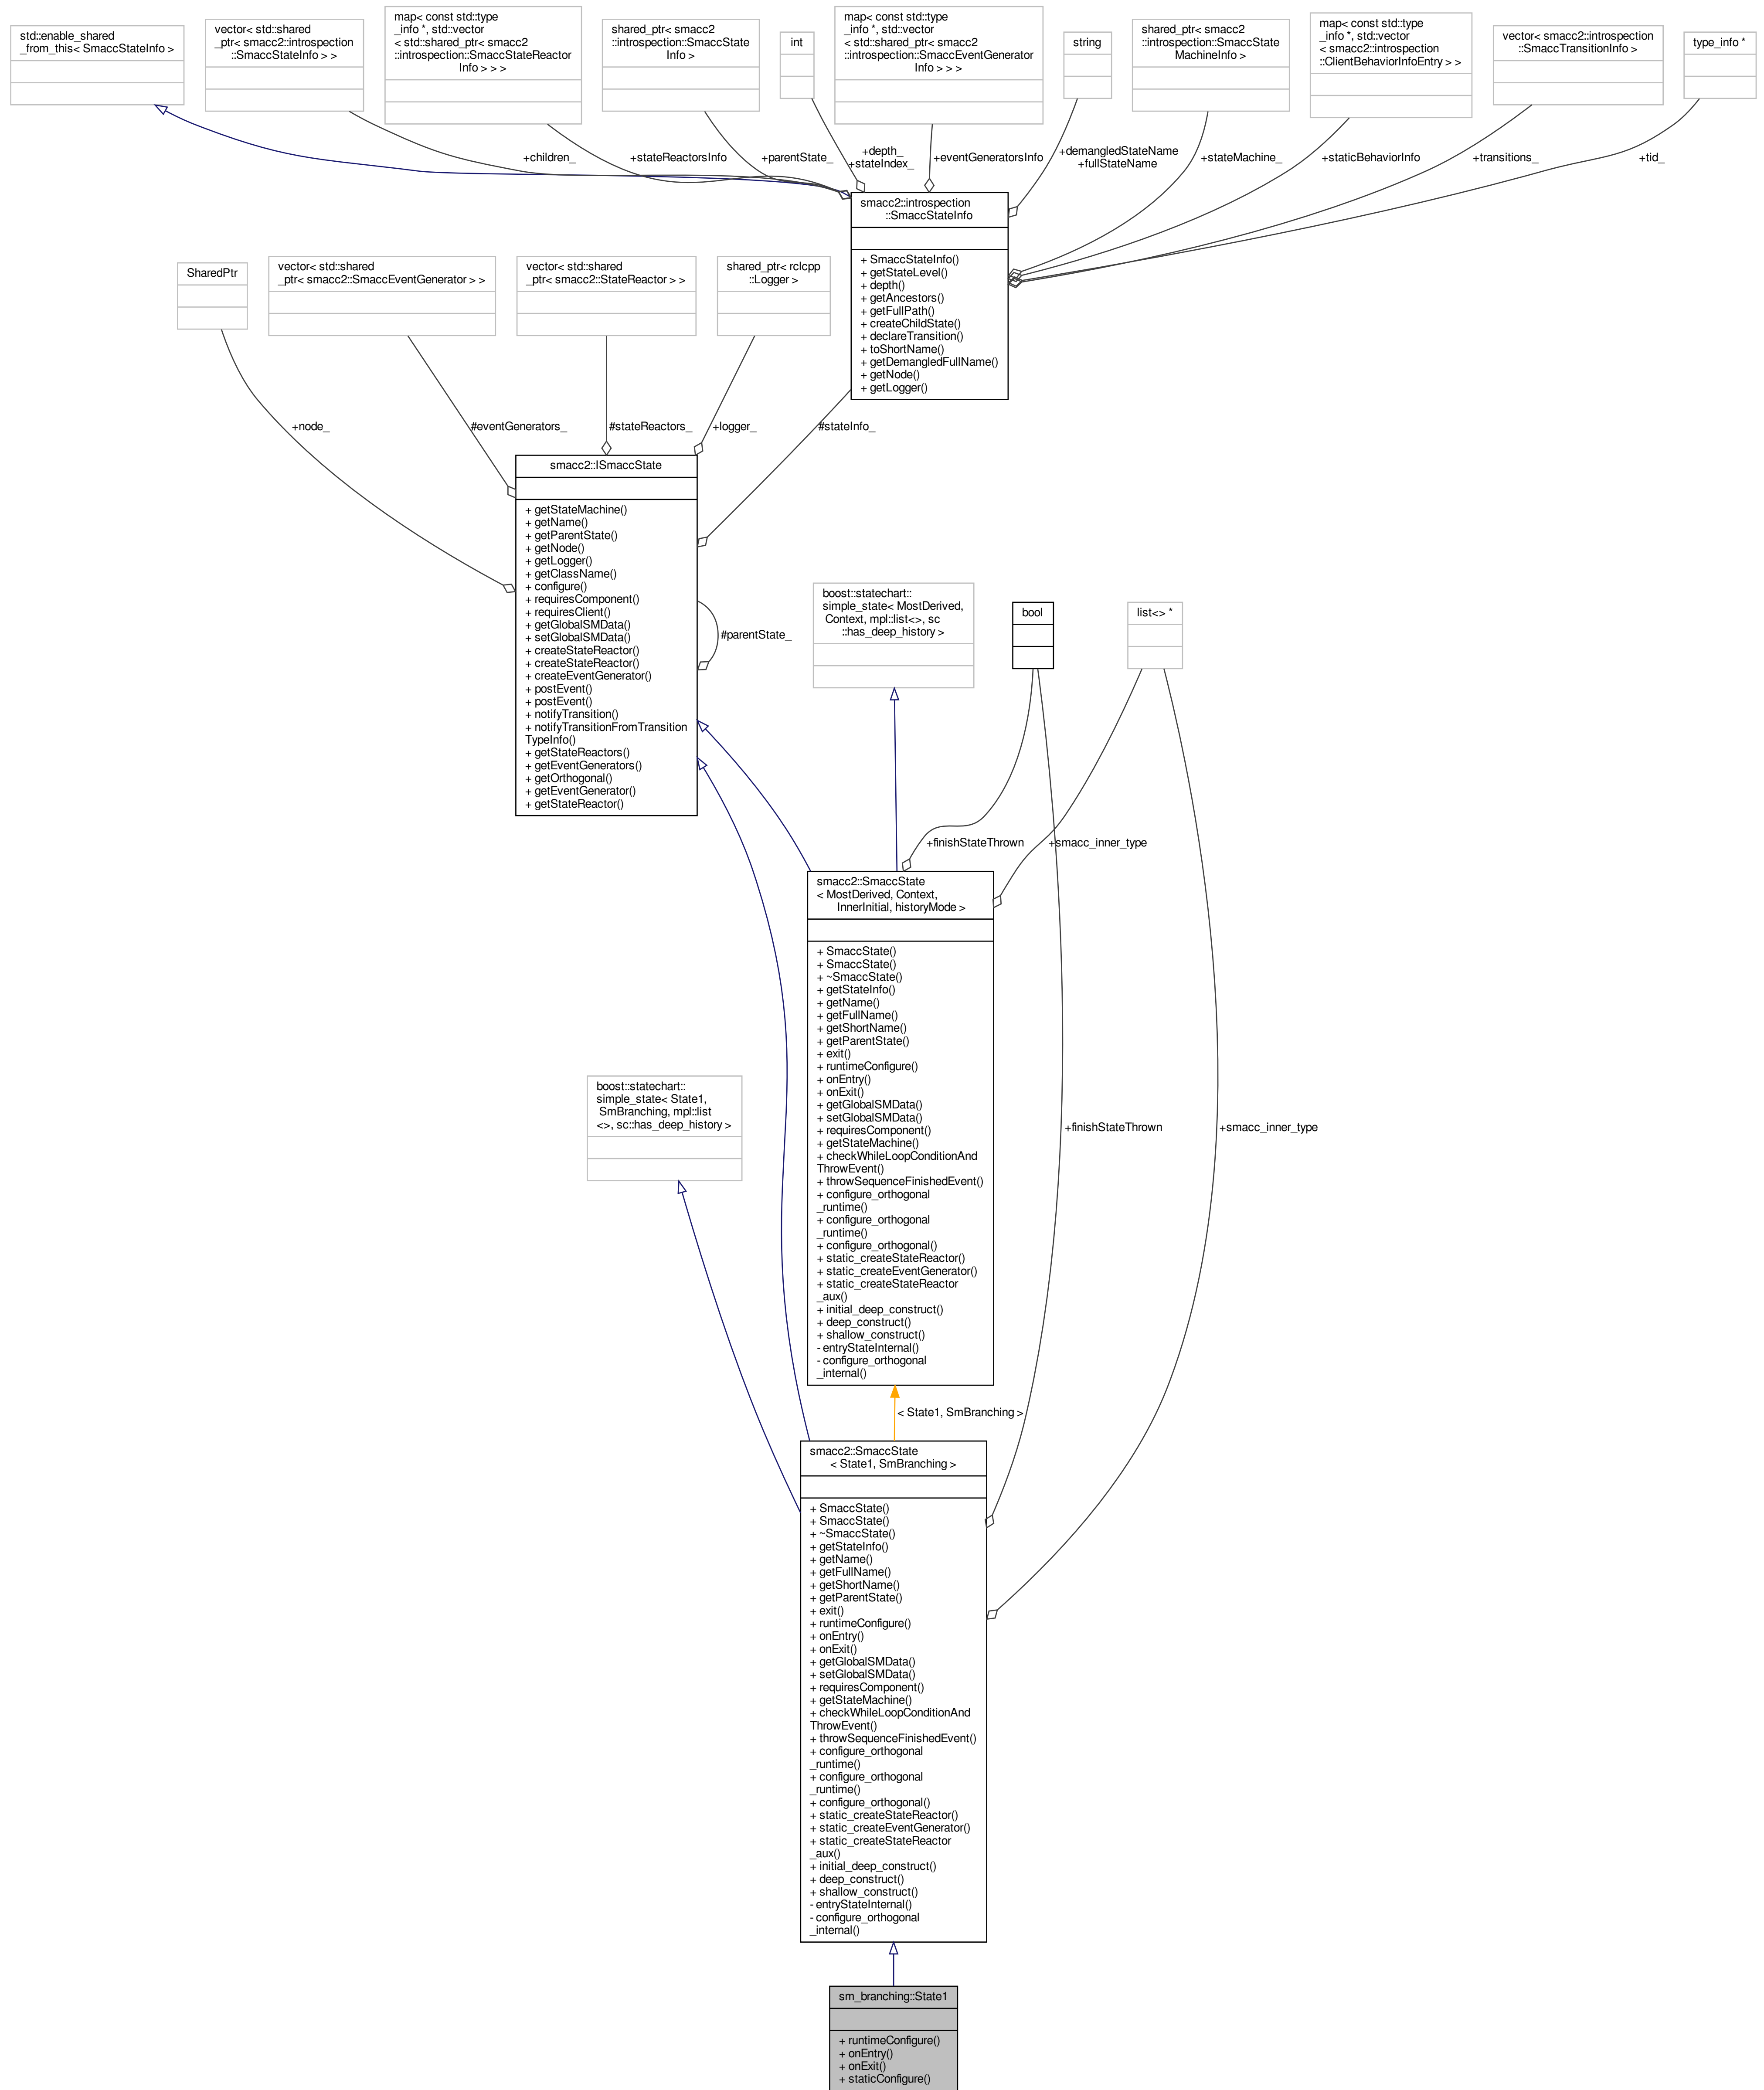 std::enable_shared
_from_this< SmaccStateInfo >
vector< std::shared
_ptr< smacc2::introspection
::SmaccStateInfo > >
map< const std::type
_info *, std::vector
< std::shared_ptr< smacc2
::introspection::SmaccStateReactor
Info > > >
shared_ptr< smacc2
::introspection::SmaccState
Info >
int
map< const std::type
_info *, std::vector
< std::shared_ptr< smacc2
::introspection::SmaccEventGenerator
Info > > >
string
shared_ptr< smacc2
::introspection::SmaccState
MachineInfo >
map< const std::type
_info *, std::vector
< smacc2::introspection
::ClientBehaviorInfoEntry > >
vector< smacc2::introspection
::SmaccTransitionInfo >
type_info *
+children_
+stateReactorsInfo
+parentState_
+depth_
+stateIndex_
+eventGeneratorsInfo
+demangledStateName
+fullStateName
+stateMachine_
+staticBehaviorInfo
+transitions_
+tid_
smacc2::introspection
::SmaccStateInfo
+ SmaccStateInfo()
+ getStateLevel()
+ depth()
+ getAncestors()
+ getFullPath()
+ createChildState()
+ declareTransition()
+ toShortName()
+ getDemangledFullName()
+ getNode()
+ getLogger()
SharedPtr
vector< std::shared
_ptr< smacc2::SmaccEventGenerator > >
vector< std::shared
_ptr< smacc2::StateReactor > >
shared_ptr< rclcpp
::Logger >
+node_
#eventGenerators_
#stateReactors_
+logger_
#stateInfo_
smacc2::ISmaccState
+ getStateMachine()
+ getName()
+ getParentState()
+ getNode()
+ getLogger()
+ getClassName()
+ configure()
+ requiresComponent()
+ requiresClient()
+ getGlobalSMData()
+ setGlobalSMData()
+ createStateReactor()
+ createStateReactor()
+ createEventGenerator()
+ postEvent()
+ postEvent()
+ notifyTransition()
+ notifyTransitionFromTransition
TypeInfo()
+ getStateReactors()
+ getEventGenerators()
+ getOrthogonal()
+ getEventGenerator()
+ getStateReactor()
#parentState_
boost::statechart::
simple_state< MostDerived,
Context, mpl::list<>, sc
::has_deep_history >
bool
list<> *
+finishStateThrown
+smacc_inner_type
smacc2::SmaccState
< MostDerived, Context,
InnerInitial, historyMode >
+ SmaccState()
+ SmaccState()
+ ~SmaccState()
+ getStateInfo()
+ getName()
+ getFullName()
+ getShortName()
+ getParentState()
+ exit()
+ runtimeConfigure()
+ onEntry()
+ onExit()
+ getGlobalSMData()
+ setGlobalSMData()
+ requiresComponent()
+ getStateMachine()
+ checkWhileLoopConditionAnd
ThrowEvent()
+ throwSequenceFinishedEvent()
+ configure_orthogonal
_runtime()
+ configure_orthogonal
_runtime()
+ configure_orthogonal()
+ static_createStateReactor()
+ static_createEventGenerator()
+ static_createStateReactor
_aux()
+ initial_deep_construct()
+ deep_construct()
+ shallow_construct()
- entryStateInternal()
- configure_orthogonal
_internal()
boost::statechart::
simple_state< State1,
SmBranching, mpl::list
<>, sc::has_deep_history >
+finishStateThrown
+smacc_inner_type
< State1, SmBranching >
smacc2::SmaccState
< State1, SmBranching >
+ SmaccState()
+ SmaccState()
+ ~SmaccState()
+ getStateInfo()
+ getName()
+ getFullName()
+ getShortName()
+ getParentState()
+ exit()
+ runtimeConfigure()
+ onEntry()
+ onExit()
+ getGlobalSMData()
+ setGlobalSMData()
+ requiresComponent()
+ getStateMachine()
+ checkWhileLoopConditionAnd
ThrowEvent()
+ throwSequenceFinishedEvent()
+ configure_orthogonal
_runtime()
+ configure_orthogonal
_runtime()
+ configure_orthogonal()
+ static_createStateReactor()
+ static_createEventGenerator()
+ static_createStateReactor
_aux()
+ initial_deep_construct()
+ deep_construct()
+ shallow_construct()
- entryStateInternal()
- configure_orthogonal
_internal()
sm_branching::State1
+ runtimeConfigure()
+ onEntry()
+ onExit()
+ staticConfigure()